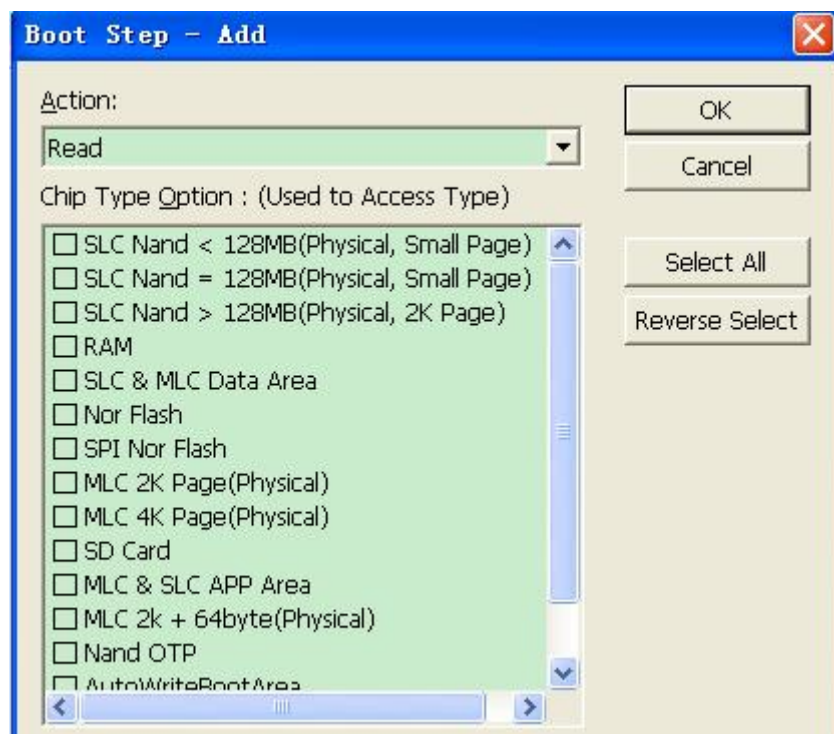 Boot Step - Add
Action:
Read
Chip Type Option : (Used to Access Type)
SLC Nand < 128MB(Physical, Small Page)
SLC Nand = 128MB(Physical, Small Page)
SLC Nand > 128MB(Physical, 2K Page)
RAM
SLC & MLC Data Area
Nor Flash
SPI Nor Flash
MLC 2K Page(Physical)
MLC 4K Page(Physical)
SD Card
MLC & SLC APP Area
MLC 2k + 64byte(Physical)
Nand OTP
AutoWriteBootArea
OK
Cancel
Select All
Reverse Select